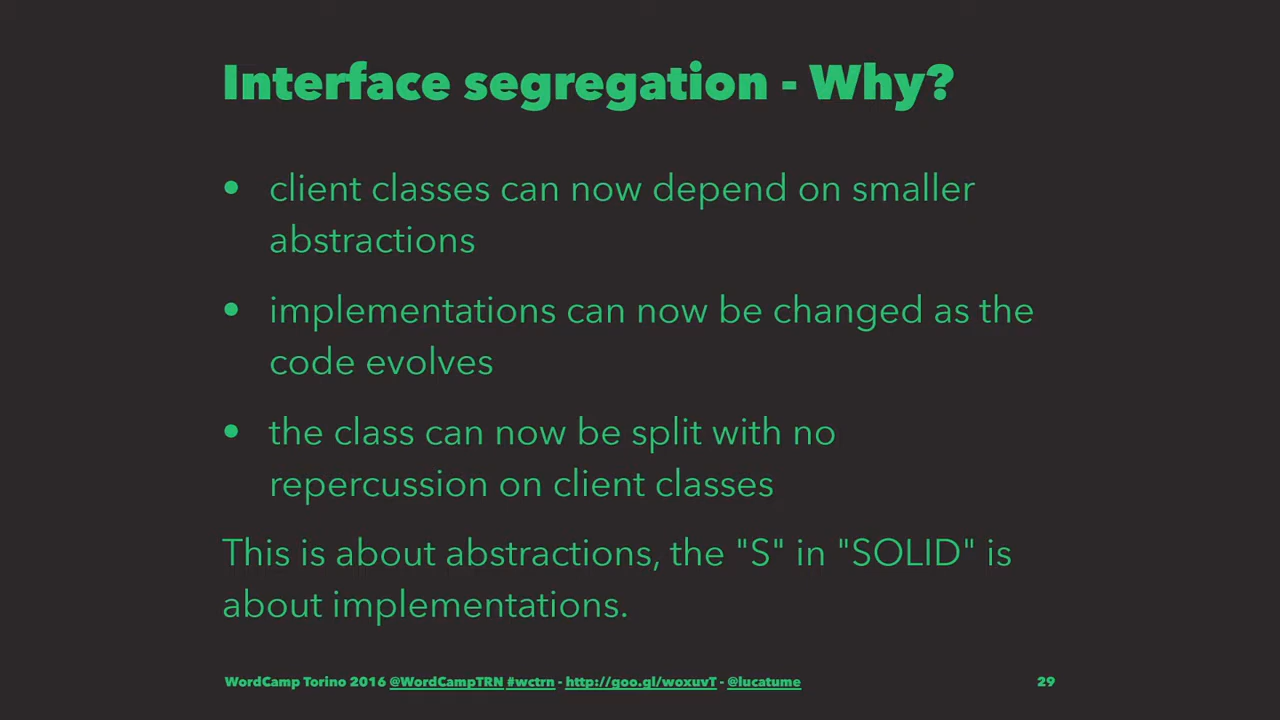 Interface segregation - Why?
• client classes can now depend on smaller
abstractions
• implementations can now be changed as the
code evolves
• the class can now be split with no
repercussion on client classes
This is about abstractions, the "S" in "SOLID" is
about implementations.
WordCamp Torino 2016 @WordCampTRN #wctrn - http://goo.gl/woxuvT - @lucatume 29